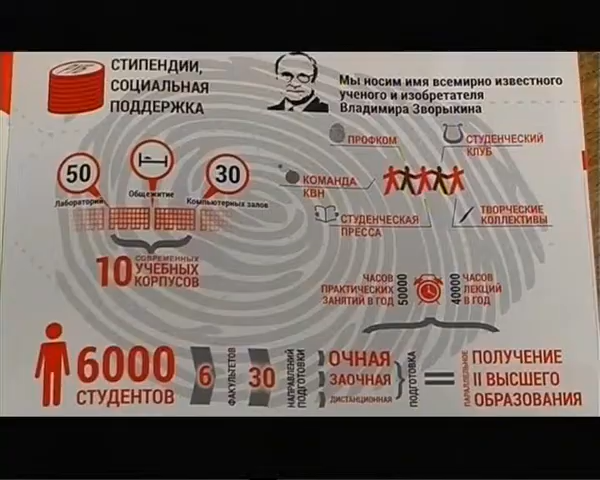 СТИПЕНДИИ,
СОЦИАЛЬНАЯ
ПОДДЕРЖКА
Мы носим имя всемирно известного
ученого и изобретателя
Владимира Зворыкина
50
Лабораторий
Общежитие
30
Компьютерных залов
10
СОВРЕМЕННЫХ
УЧЕБНЫХ
КОРПУСОВ
ПРОФКОМ
СТУДЕНЧЕСКИЙ
КЛУБ
КОМАНДА
КВН
СТУДЕНЧЕСКАЯ
ПРЕССА
ТВОРЧЕСКИЕ
КОЛЛЕКТИВЫ
ЧАСОВ
ПРАКТИЧЕСКИХ
ЗАНЯТИЙ В ГОД
50000
40000
ЧАСОВ
ЛЕКЦИЙ
В ГОД
6000
СТУДЕНТОВ
6
ФАКУЛЬТЕТОВ
30
НАПРАВЛЕНИЙ
ПОДГОТОВКИ
ОЧНАЯ
ЗАОЧНАЯ
ДИСТАНЦИОННАЯ
ПОДГОТОВКА
=
ПАРАЛЛЕЛЬНОЕ
ПОЛУЧЕНИЕ
II ВЫСШЕГО
ОБРАЗОВАНИЯ